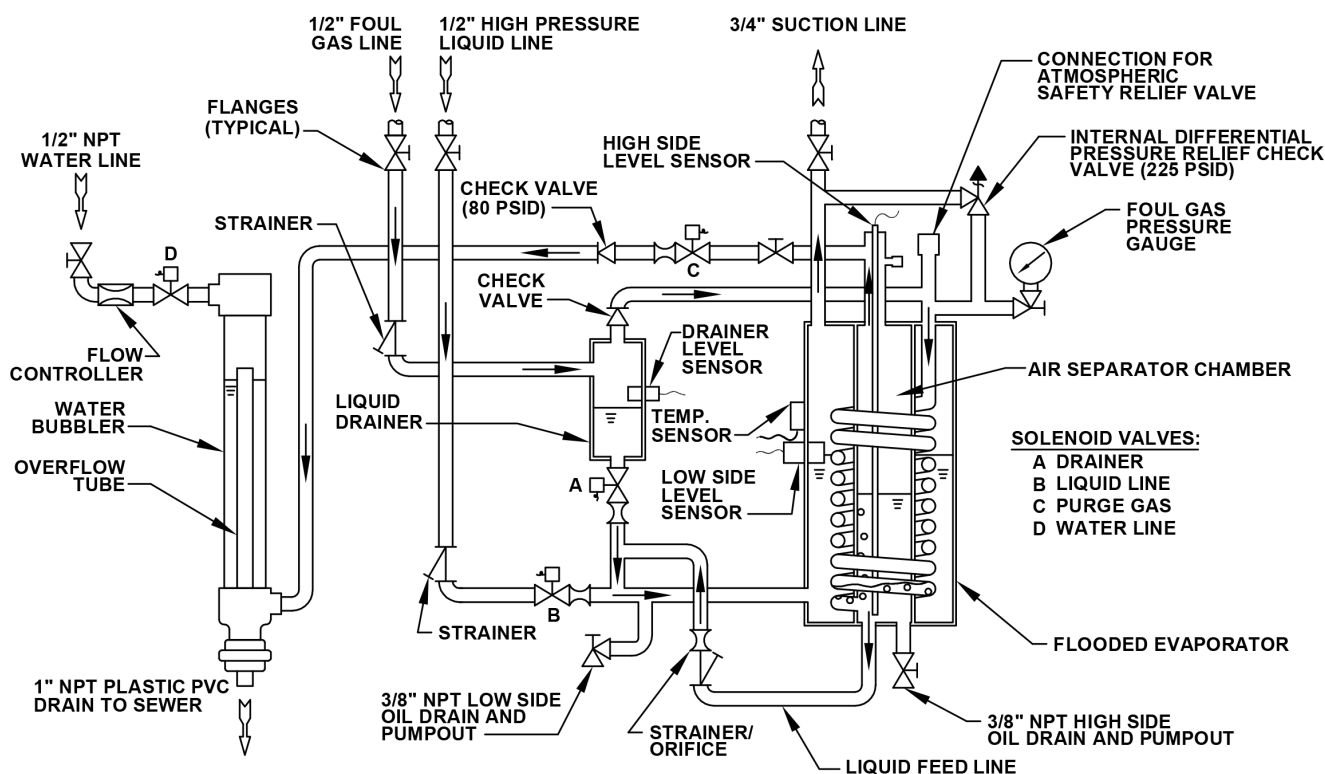 1/2" FOUL
GAS LINE
1/2" HIGH PRESSURE
LIQUID LINE
3/4" SUCTION LINE
CONNECTION FOR
ATMOSPHERIC
SAFETY RELIEF VALVE
FLANGES
(TYPICAL)
1/2" NPT
WATER LINE
HIGH SIDE
LEVEL SENSOR
INTERNAL DIFFERENTIAL
PRESSURE RELIEF CHECK
VALVE (225 PSID)
CHECK VALVE
(80 PSID)
STRAINER
FOUL GAS
PRESSURE
GAUGE
D
C
CHECK
VALVE
FLOW
CONTROLLER
DRAINER
LEVEL
SENSOR
AIR SEPARATOR CHAMBER
WATER
BUBBLER
LIQUID
DRAINER
TEMP.
SENSOR
OVERFLOW
TUBE
SOLENOID VALVES:
A DRAINER
B LIQUID LINE
C PURGE GAS
D WATER LINE
A
LOW SIDE
LEVEL
SENSOR
B
STRAINER
FLOODED EVAPORATOR
1" NPT PLASTIC PVC
DRAIN TO SEWER
3/8" NPT LOW SIDE
OIL DRAIN AND
PUMPOUT
STRAINER/
ORIFICE
3/8" NPT HIGH SIDE
OIL DRAIN AND PUMPOUT
LIQUID FEED LINE